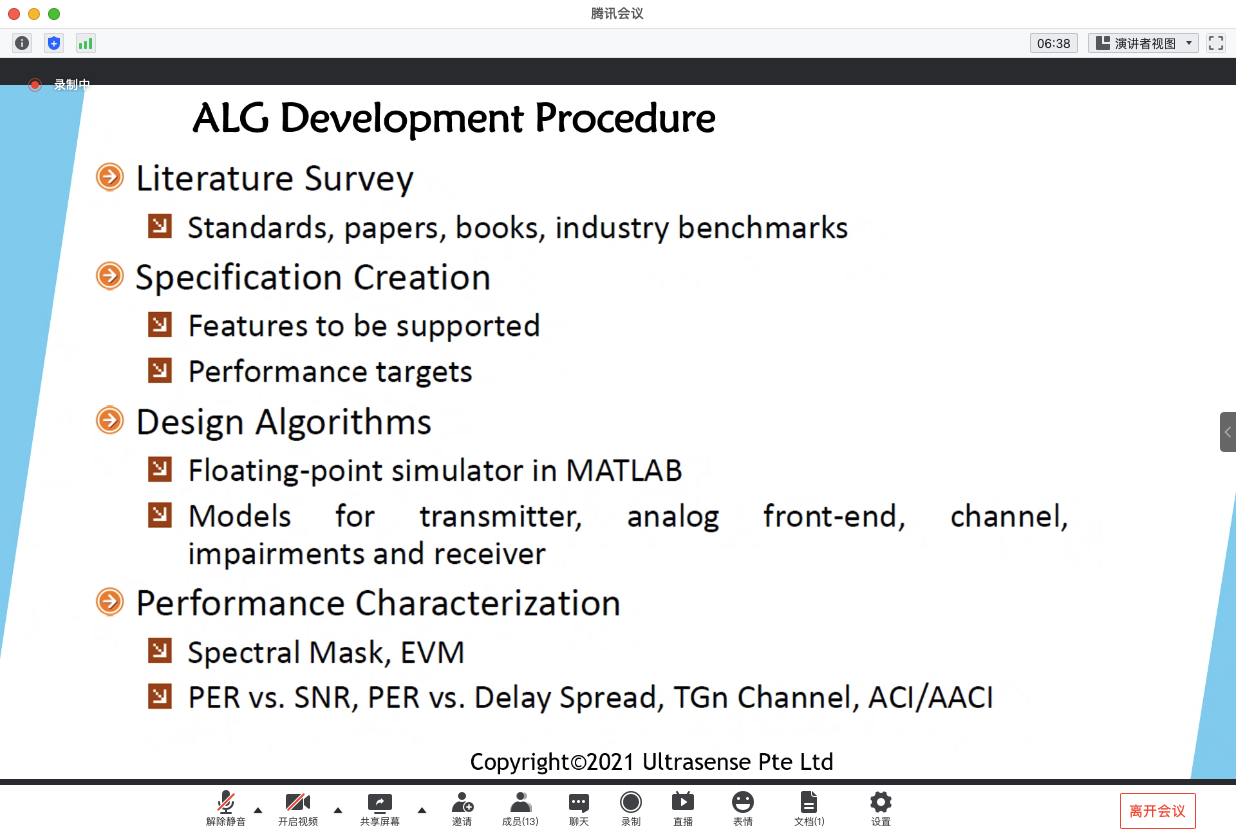 腾讯会议
06:38
演讲者视图
录制中
ALG Development Procedure
Literature Survey
Standards, papers, books, industry benchmarks
Specification Creation
Features to be supported
Performance targets
Design Algorithms
Floating-point simulator in MATLAB
Models for transmitter, analog front-end, channel,
impairments and receiver
Performance Characterization
Spectral Mask, EVM
PER vs. SNR, PER vs. Delay Spread, TGn Channel, ACI/AACI
Copyright©2021 Ultrasense Pte Ltd
解除静音 开启视频 共享屏幕 邀请 成员(13) 聊天 录制 直播 表情 文档(1) 设置 离开会议